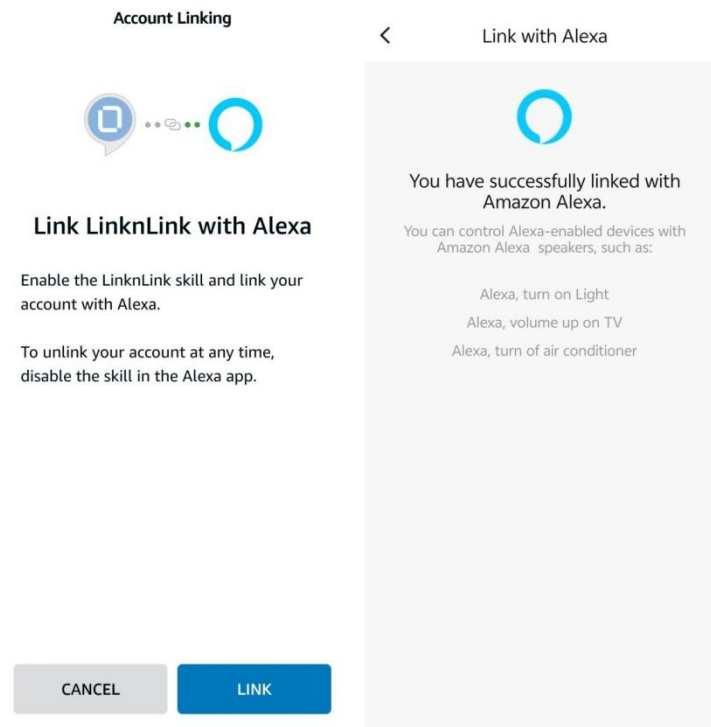 Account Linking
Link LinknLink with Alexa
Enable the LinknLink skill and link your
account with Alexa.
To unlink your account at any time,
disable the skill in the Alexa app.
CANCEL
LINK
Link with Alexa
You have successfully linked with
Amazon Alexa.
You can control Alexa-enabled devices with
Amazon Alexa speakers, such as:
Alexa, turn on Light
Alexa, volume up on TV
Alexa, turn of air conditioner